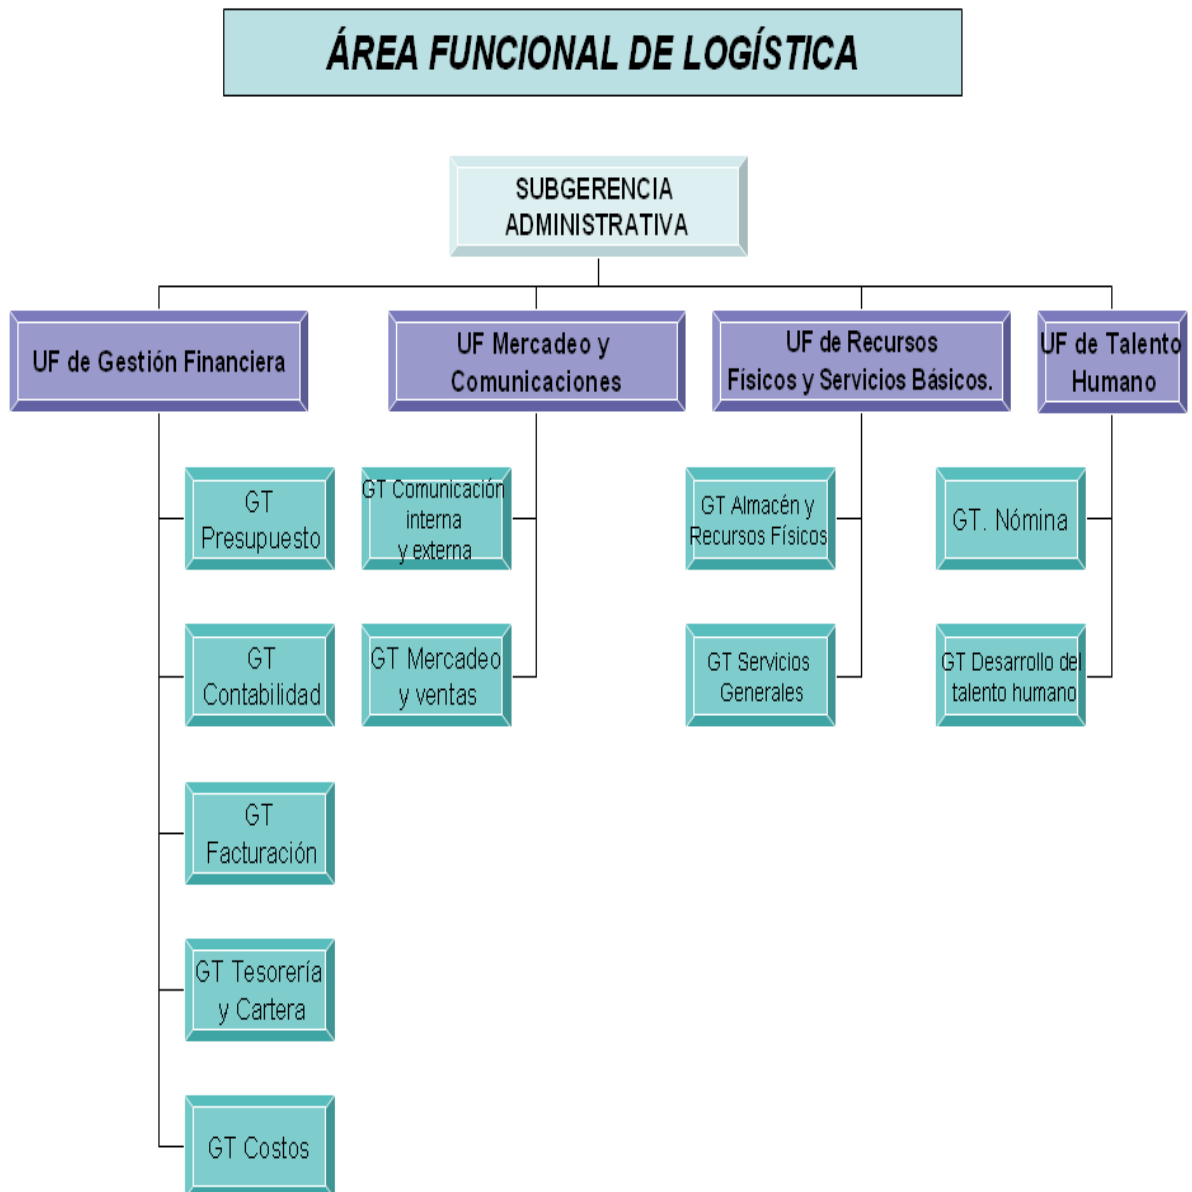 ÁREA FUNCIONAL DE LOGÍSTICA
SUBGERENCIA
ADMINISTRATIVA
UF de Gestión Financiera
UF Mercadeo y
Comunicaciones
UF de Recursos
Físicos y Servicios Básicos.
UF de Talento
Humano
GT
Presupuesto
GT Comunicación
interna
y externa
GT Almacén y
Recursos Físicos
GT. Nómina
GT
Contabilidad
GT Mercadeo
y ventas
GT Servicios
Generales
GT Desarrollo del
talento humano
GT
Facturación
GT Tesorería
y Cartera
GT Costos